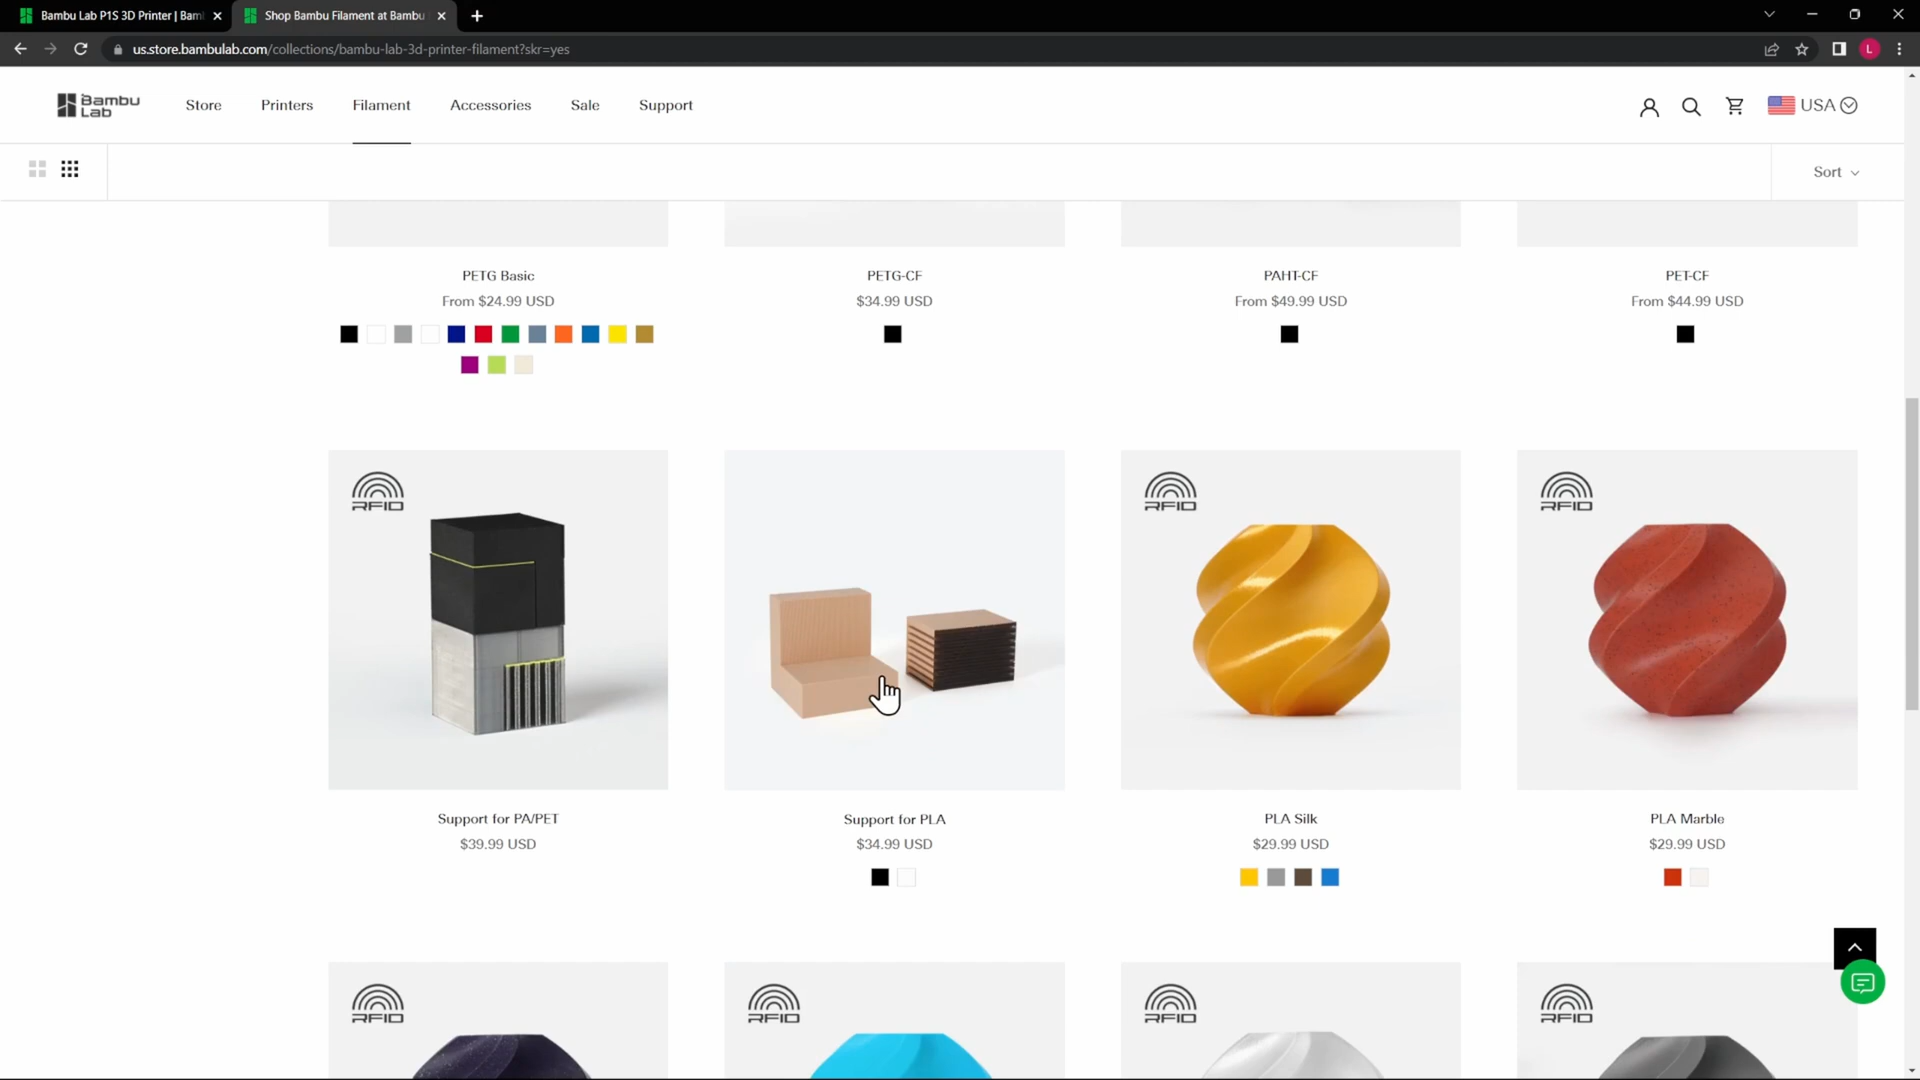 Bambu Lab P1S 3D Printer | Bam
Shop Bambu Filament at Bambu
us.store.bambulab.com/collections/bambu-lab-3d-printer-filament?skr=yes
L
Bambu Lab
Store
Printers
Filament
Accessories
Sale
Support
USA
Sort
PETG Basic
From $24.99 USD
PETG-CF
$34.99 USD
PAHT-CF
From $49.99 USD
PET-CF
From $44.99 USD
RFID
RFID
RFID
Support for PA/PET
$39.99 USD
Support for PLA
$34.99 USD
PLA Silk
$29.99 USD
PLA Marble
$29.99 USD
RFID
RFID
RFID
RFID